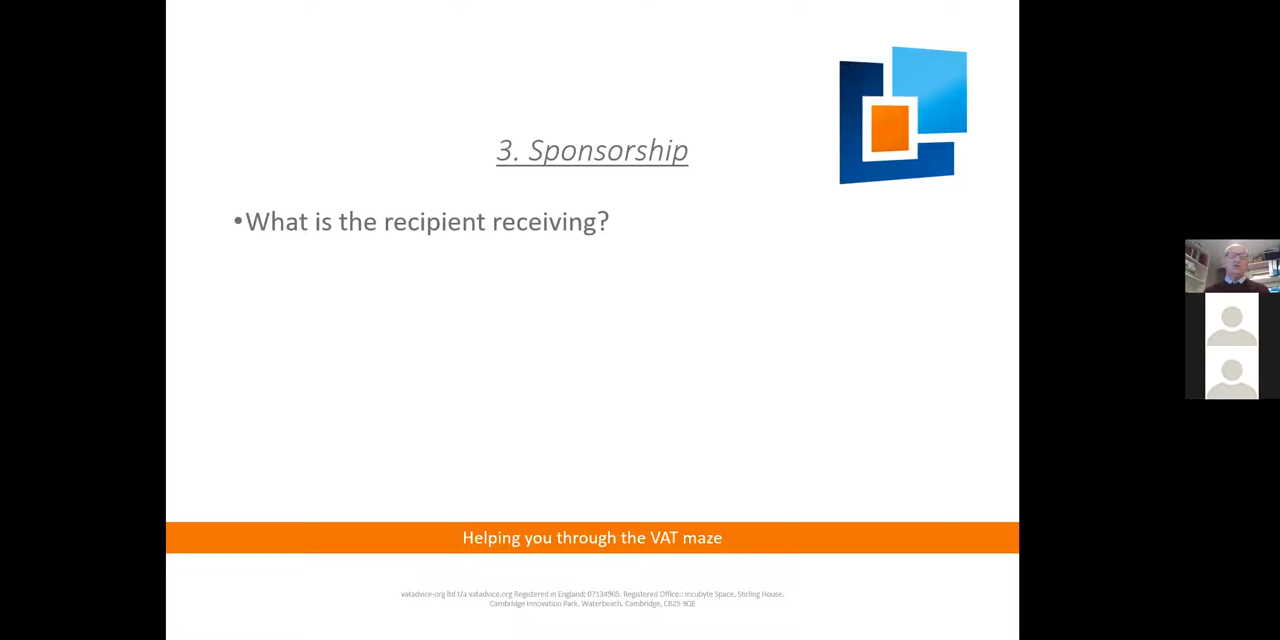 3. Sponsorship
•What is the recipient receiving?
Helping you through the VAT maze
vatadvice-org ltd t/a vatadvice.org Registered in England: 07134905. Registered Office:: Incubyte Space, Stirling House,
Cambridge Innovation Park, Waterbeach, Cambridge, CB25 9QE